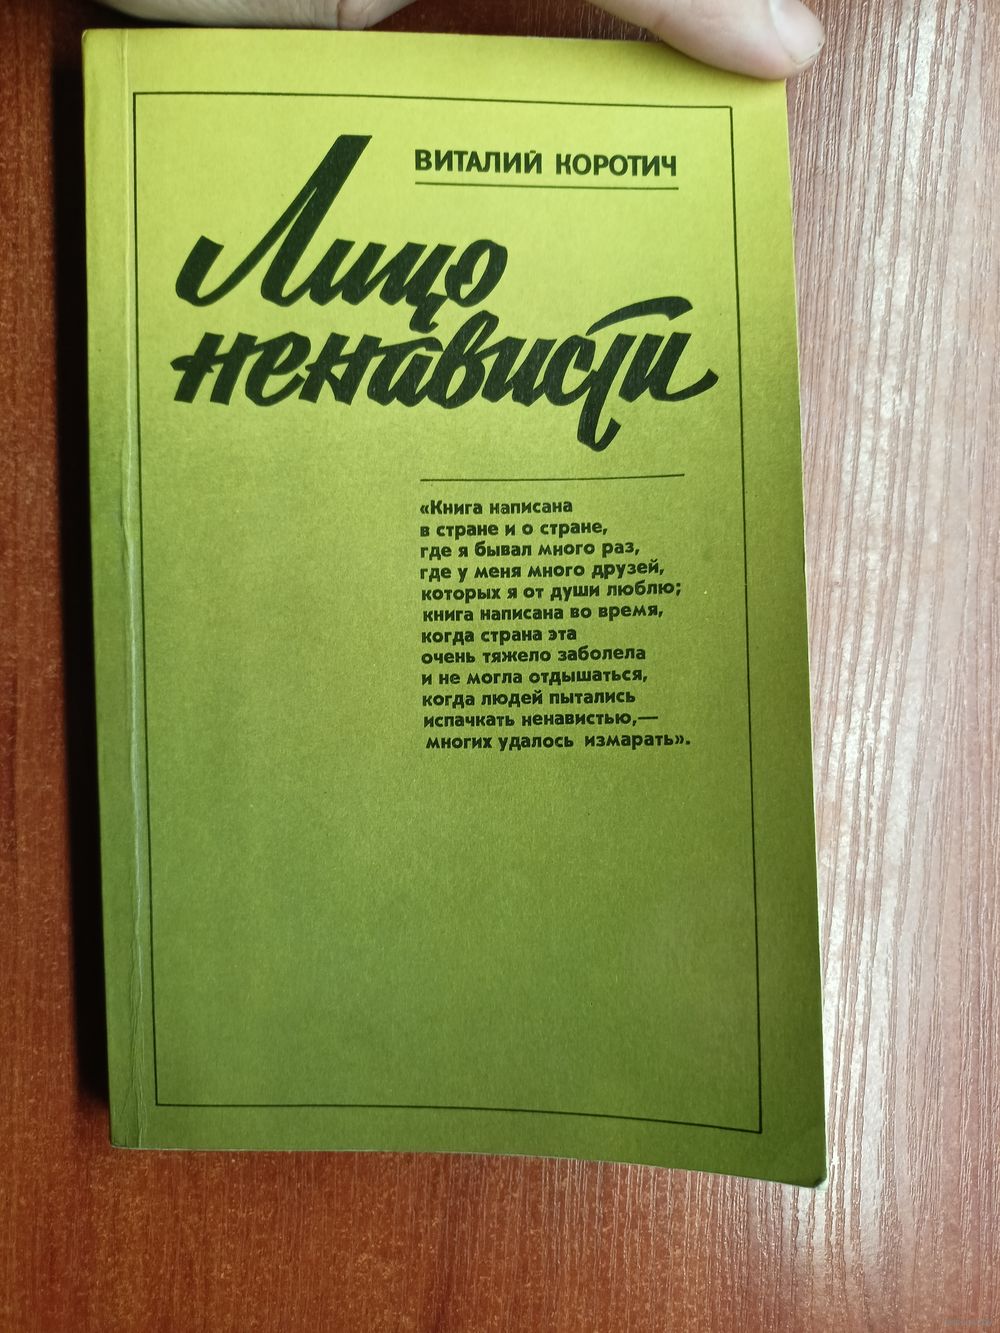 ВИТАЛИЙ КОРОТИЧ
Лицо
ненависти
«Книга написана
в стране и о стране,
где я бывал много раз,
где у меня много друзей,
которых я от души люблю;
книга написана во время,
когда страна эта
очень тяжело заболела
и не могла отдышаться,
когда людей пытались
испачкать ненавистью,—
многих удалось измарать».